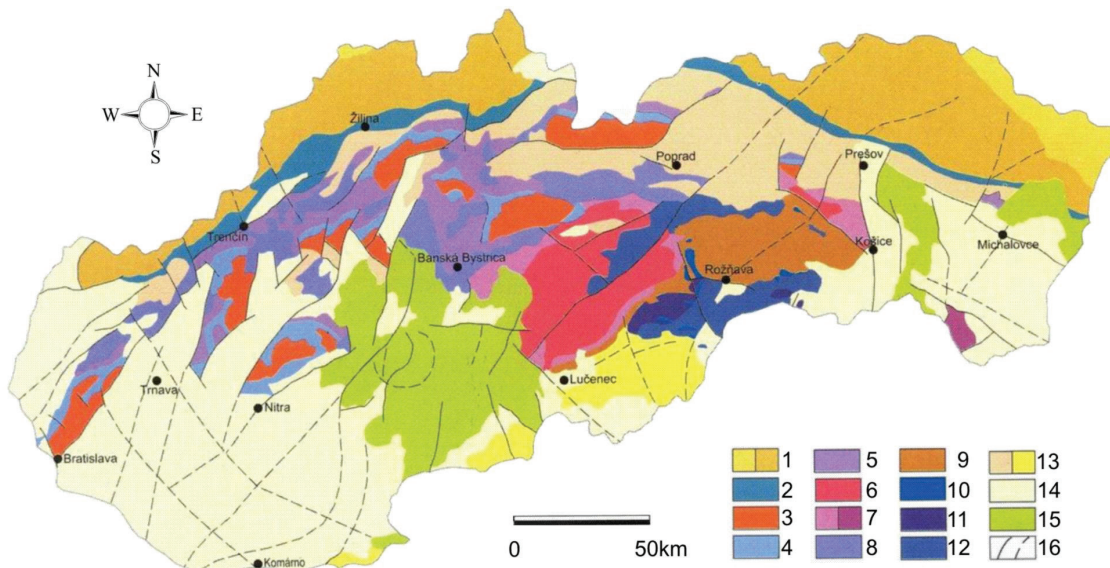 N
W E
S
Žilina
Poprad
Prešov
Trenčín
Košice
Michalovce
Banská Bystrica
Rožňava
Trnava
Lučenec
Nitra
Bratislava
Komárno
0 50km
1 5 9 13
2 6 10 14
3 7 11 15
4 8 12 16